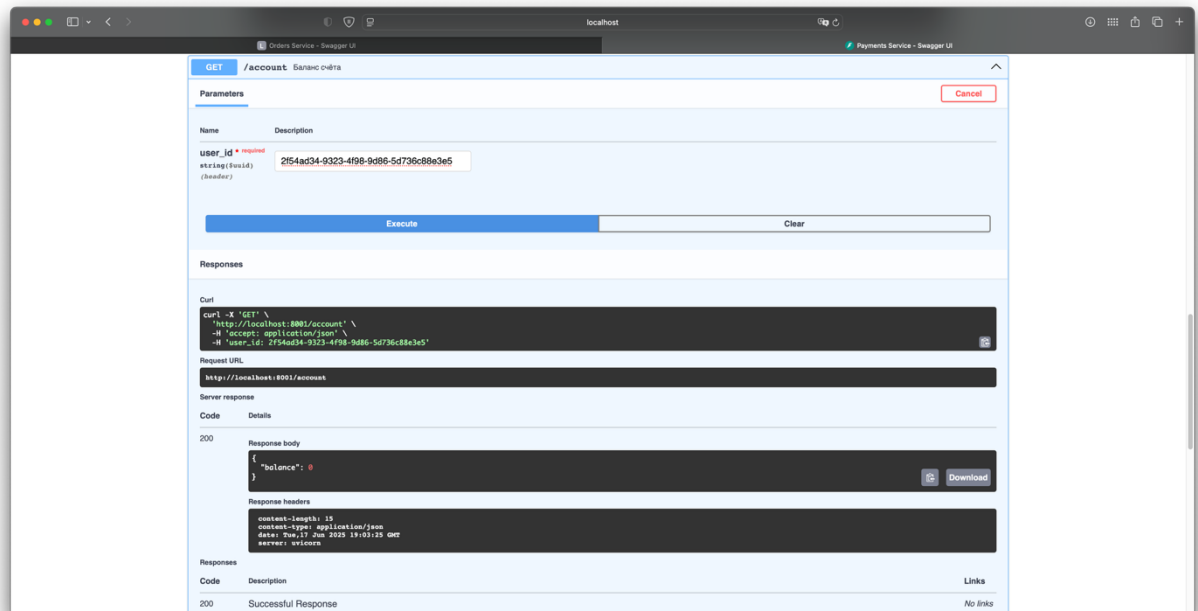 localhost
L Orders Service - Swagger UI
Payments Service - Swagger UI
GET /account Баланс счёта
Parameters
Cancel
Name Description
user_id * required
string($uuid)
(header)
2f54ad34-9323-4f98-9d86-5d736c88e3e5
Execute Clear
Responses
Curl
curl -X 'GET' \
'http://localhost:8001/account' \
-H 'accept: application/json' \
-H 'user_id: 2f54ad34-9323-4f98-9d86-5d736c88e3e5'
Request URL
http://localhost:8001/account
Server response
Code Details
200
Response body
{
"balance": 0
}
Download
Response headers
content-length: 15
content-type: application/json
date: Tue,17 Jun 2025 19:03:25 GMT
server: uvicorn
Responses
Code Description Links
200 Successful Response No links